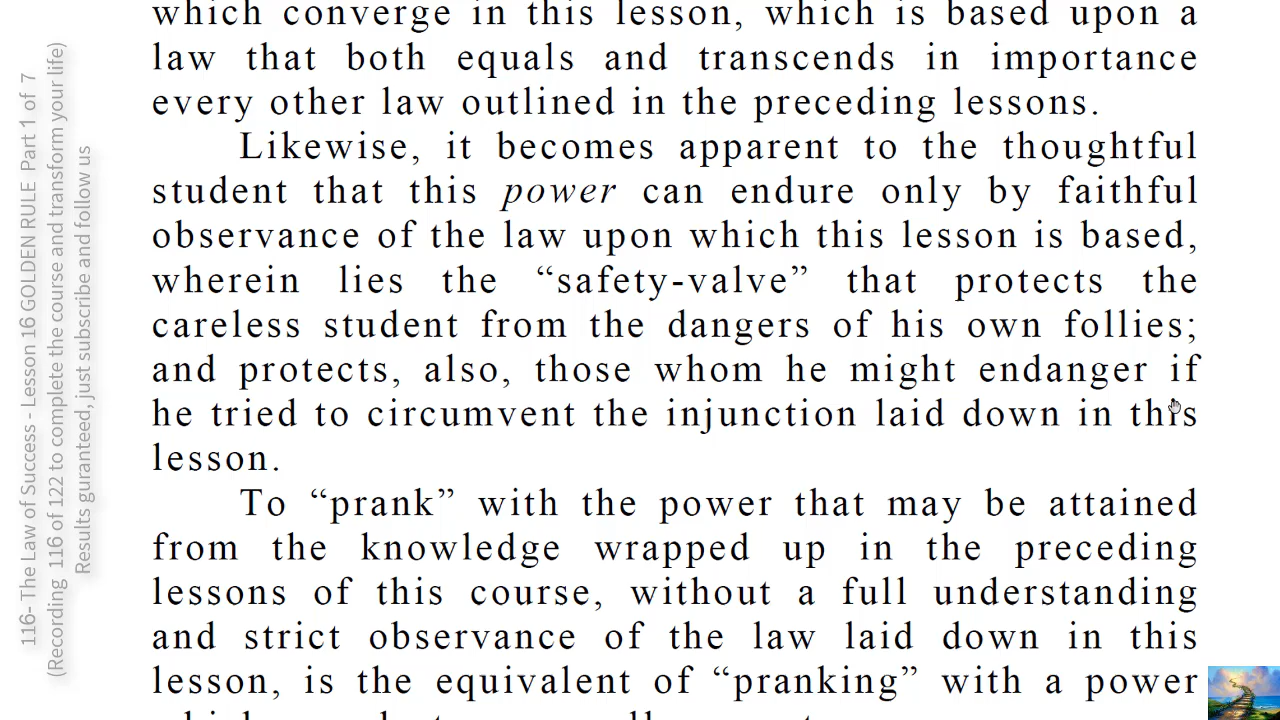 which converge in this lesson, which is based upon a
law that both equals and transcends in importance
every other law outlined in the preceding lessons.
Likewise, it becomes apparent to the thoughtful
student that this power can endure only by faithful
observance of the law upon which this lesson is based,
wherein lies the “safety-valve” that protects the
careless student from the dangers of his own follies;
and protects, also, those whom he might endanger if
he tried to circumvent the injunction laid down in this
lesson.
To “prank” with the power that may be attained
from the knowledge wrapped up in the preceding
lessons of this course, without a full understanding
and strict observance of the law laid down in this
lesson, is the equivalent of “pranking” with a power
116- The Law of Success - Lesson 16 GOLDEN RULE Part 1 of 7
(Recording 116 of 122 to complete the course and transform your life)
Results guranteed, just subscribe and follow us